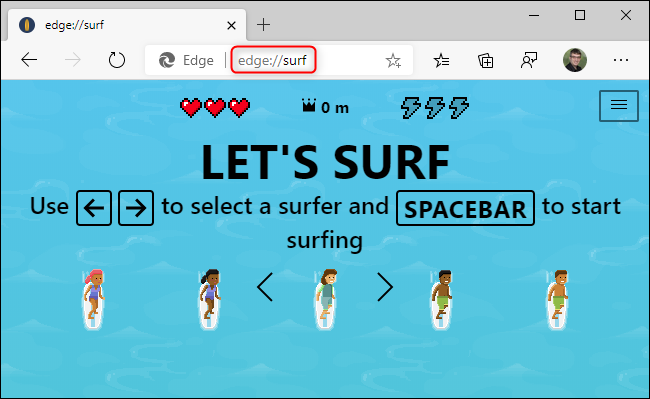 edge://surf
Edge
edge://surf
0 m
LET'S SURF
Use ← → to select a surfer and SPACEBAR to start
surfing